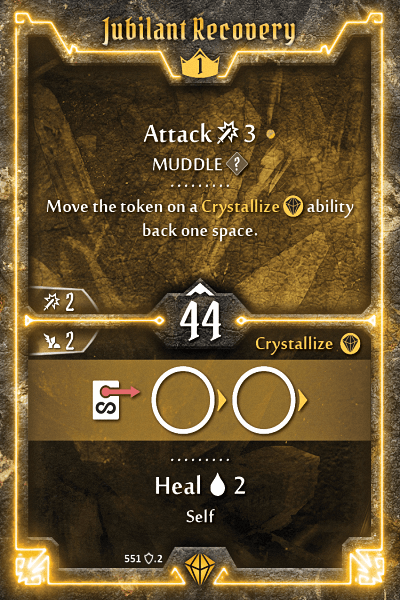 Jubilant Recovery
1
Attack 3
MUDDLE ?
Move the token on a Crystallize ability
back one space.
2
44
2
Crystallize
S
Heal 2
Self
551 .2